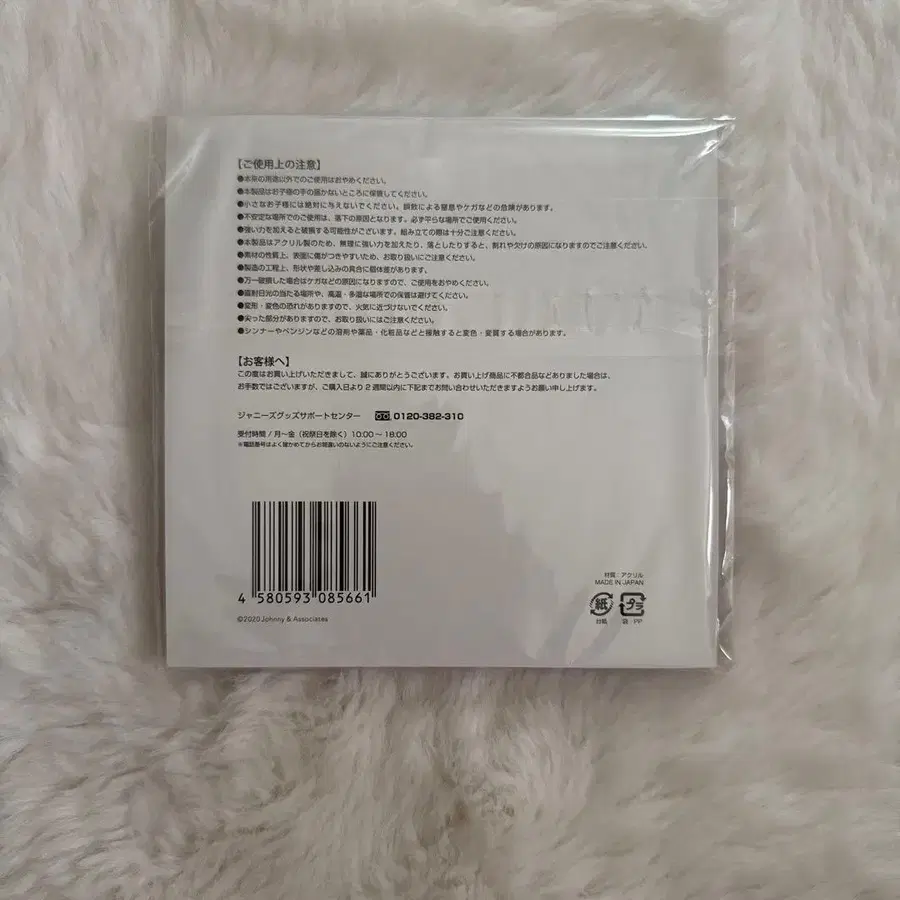 【ご使用上の注意】
●本来の用途以外でのご使用はおやめください。
●本製品はお子様の手の届かないところに保管してください。
●小さなお子様には絶対に与えないでください。誤飲による窒息やケガなどの危険があります。
●不安定な場所でのご使用は、落下の原因となります。必ず平らな場所でご使用ください。
●強い力を加えると破損する可能性がございます。組み立ての際は十分ご注意ください。
●本製品はアクリル製のため、無理に強い力を加えたり、落としたりすると、割れや欠けの原因になりますのでご注意ください。
●素材の性質上、表面に傷がつきやすいため、お取り扱いにご注意ください。
●製造の工程上、形状や差し込みの具合に個体差があります。
●万一破損した場合はケガなどの原因になりますので、ご使用をおやめください。
●直射日光の当たる場所や、高温・多湿な場所での保管は避けてください。
●変形・変色の恐れがありますので、火気に近づけないでください。
●尖った部分がありますので、お取り扱いにはご注意ください。
●シンナーやベンジンなどの溶剤や薬品・化粧品などと接触すると変色・変質する場合があります。
【お客様へ】
この度はお買い上げいただきまして、誠にありがとうございます。お買い上げ商品に不都合品などありました場合は、
お手数ではございますが、ご購入日より2週間以内に下記までお問い合わせいただきますようお願い申し上げます。
ジャニーズグッズサポートセンター 0120-382-310
受付時間 / 月〜金（祝祭日を除く）10:00〜18:00
※電話番号はよく確かめてからお間違いのないようにご注意ください。
4 580593 085661
©2020 Johnny & Associates
材質：アクリル
MADE IN JAPAN
紙 プラ
台紙 袋：PP